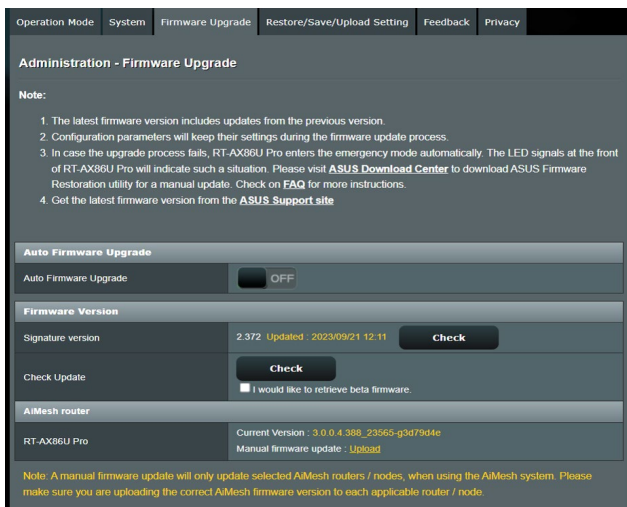 Operation Mode System Firmware Upgrade Restore/Save/Upload Setting Feedback Privacy
Administration - Firmware Upgrade
Note:
1. The latest firmware version includes updates from the previous version.
2. Configuration parameters will keep their settings during the firmware update process.
3. In case the upgrade process fails, RT-AX86U Pro enters the emergency mode automatically. The LED signals at the front
of RT-AX86U Pro will indicate such a situation. Please visit ASUS Download Center to download ASUS Firmware
Restoration utility for a manual update. Check on FAQ for more instructions.
4. Get the latest firmware version from the ASUS Support site
Auto Firmware Upgrade
Auto Firmware Upgrade OFF
Firmware Version
Signature version 2.372 Updated : 2023/09/21 12:11 Check
Check Update Check
I would like to retrieve beta firmware.
AiMesh router
RT-AX86U Pro Current Version : 3.0.0.4.388_23565-g3d79d4e
Manual firmware update : Upload
Note: A manual firmware update will only update selected AiMesh routers / nodes, when using the AiMesh system. Please
make sure you are uploading the correct AiMesh firmware version to each applicable router / node.